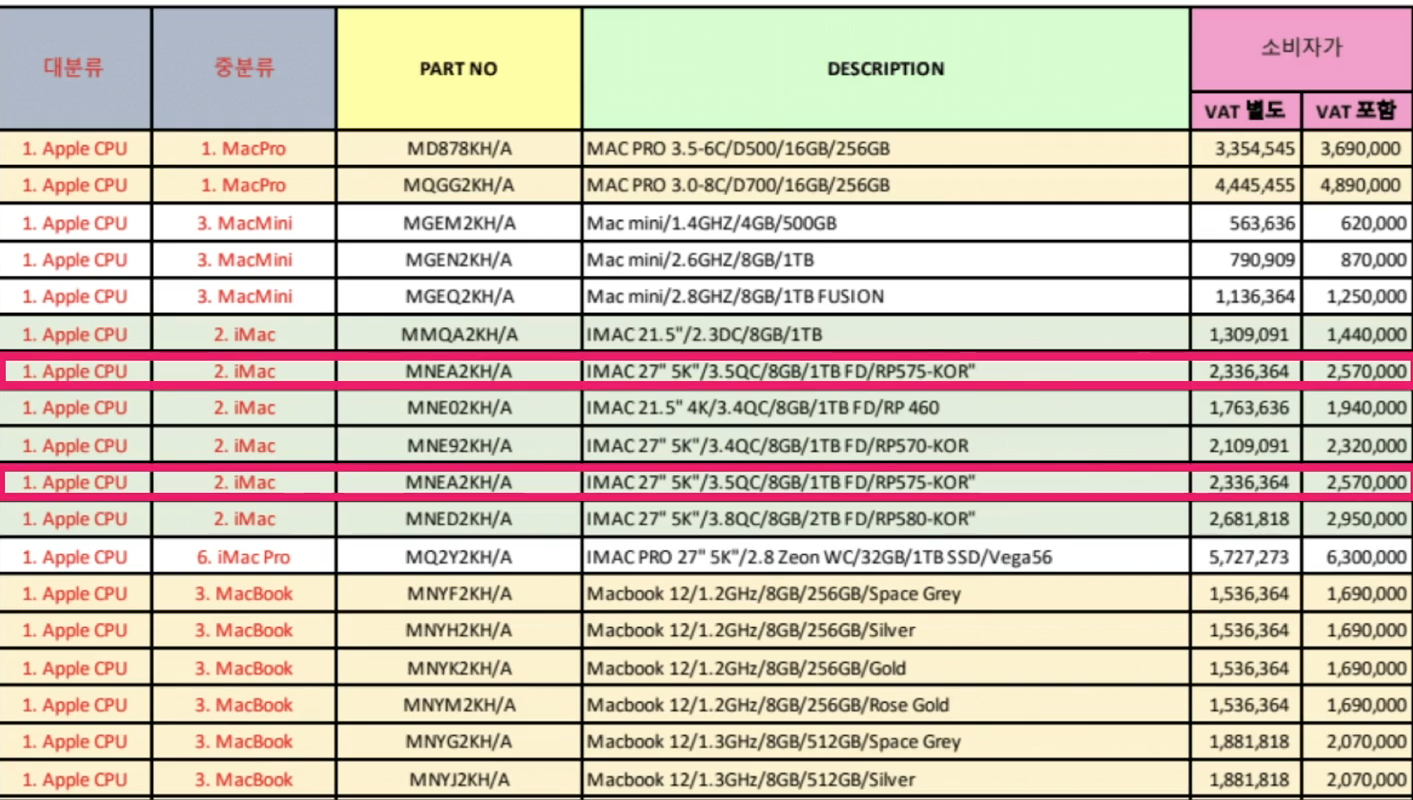 대분류 중분류 PART NO DESCRIPTION 소비자가
VAT 별도 VAT 포함
1. Apple CPU 1. MacPro MD878KH/A MAC PRO 3.5-6C/D500/16GB/256GB 3,354,545 3,690,000
1. Apple CPU 1. MacPro MQGG2KH/A MAC PRO 3.0-8C/D700/16GB/256GB 4,445,455 4,890,000
1. Apple CPU 3. MacMini MGEM2KH/A Mac mini/1.4GHZ/4GB/500GB 563,636 620,000
1. Apple CPU 3. MacMini MGEN2KH/A Mac mini/2.6GHZ/8GB/1TB 790,909 870,000
1. Apple CPU 3. MacMini MGEQ2KH/A Mac mini/2.8GHZ/8GB/1TB FUSION 1,136,364 1,250,000
1. Apple CPU 2. iMac MMQA2KH/A IMAC 21.5"/2.3DC/8GB/1TB 1,309,091 1,440,000
1. Apple CPU 2. iMac MNEA2KH/A IMAC 27" 5K"/3.5QC/8GB/1TB FD/RP575-KOR" 2,336,364 2,570,000
1. Apple CPU 2. iMac MNE02KH/A IMAC 21.5" 4K/3.4QC/8GB/1TB FD/RP 460 1,763,636 1,940,000
1. Apple CPU 2. iMac MNE92KH/A IMAC 27" 5K"/3.4QC/8GB/1TB FD/RP570-KOR 2,109,091 2,320,000
1. Apple CPU 2. iMac MNEA2KH/A IMAC 27" 5K"/3.5QC/8GB/1TB FD/RP575-KOR" 2,336,364 2,570,000
1. Apple CPU 2. iMac MNED2KH/A IMAC 27" 5K"/3.8QC/8GB/2TB FD/RP580-KOR" 2,681,818 2,950,000
1. Apple CPU 6. iMac Pro MQ2Y2KH/A IMAC PRO 27" 5K"/2.8 Zeon WC/32GB/1TB SSD/Vega56 5,727,273 6,300,000
1. Apple CPU 3. MacBook MNYF2KH/A Macbook 12/1.2GHz/8GB/256GB/Space Grey 1,536,364 1,690,000
1. Apple CPU 3. MacBook MNYH2KH/A Macbook 12/1.2GHz/8GB/256GB/Silver 1,536,364 1,690,000
1. Apple CPU 3. MacBook MNYK2KH/A Macbook 12/1.2GHz/8GB/256GB/Gold 1,536,364 1,690,000
1. Apple CPU 3. MacBook MNYM2KH/A Macbook 12/1.2GHz/8GB/256GB/Rose Gold 1,536,364 1,690,000
1. Apple CPU 3. MacBook MNYG2KH/A Macbook 12/1.3GHz/8GB/512GB/Space Grey 1,881,818 2,070,000
1. Apple CPU 3. MacBook MNYJ2KH/A Macbook 12/1.3GHz/8GB/512GB/Silver 1,881,818 2,070,000